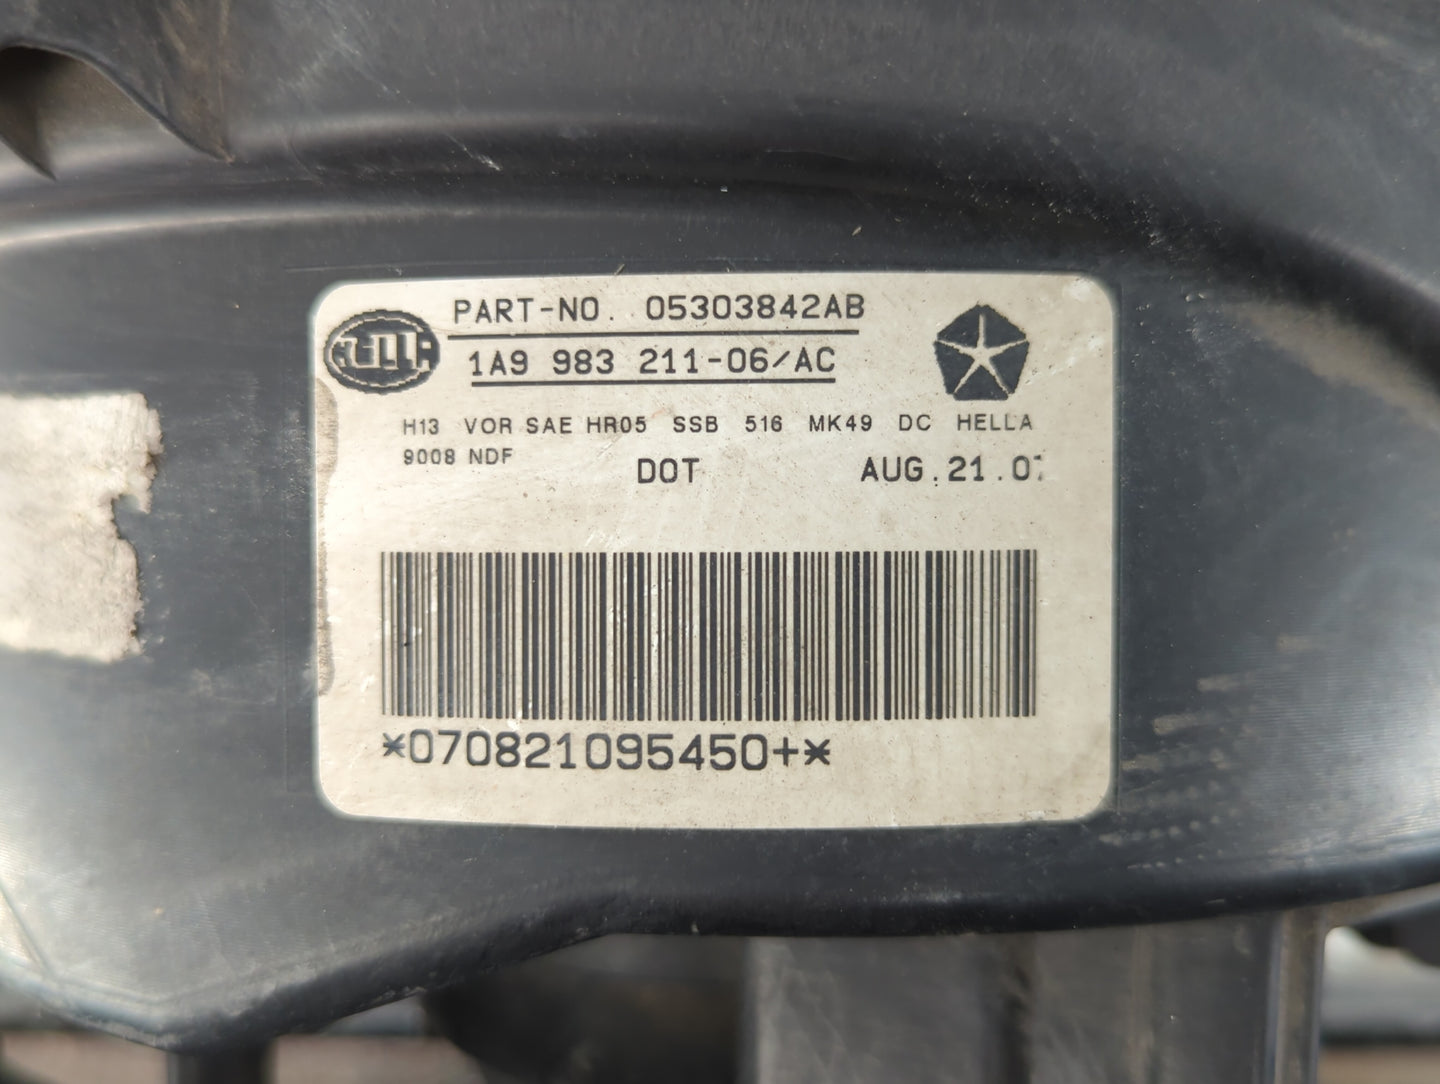 HELLA
PART-NO. 05303842AB
1A9 983 211-06/AC
H13 VOR SAE HR05 SSB 516 MK49 DC HELLA
9008 NDF
DOT AUG.21.07
*070821095450+*